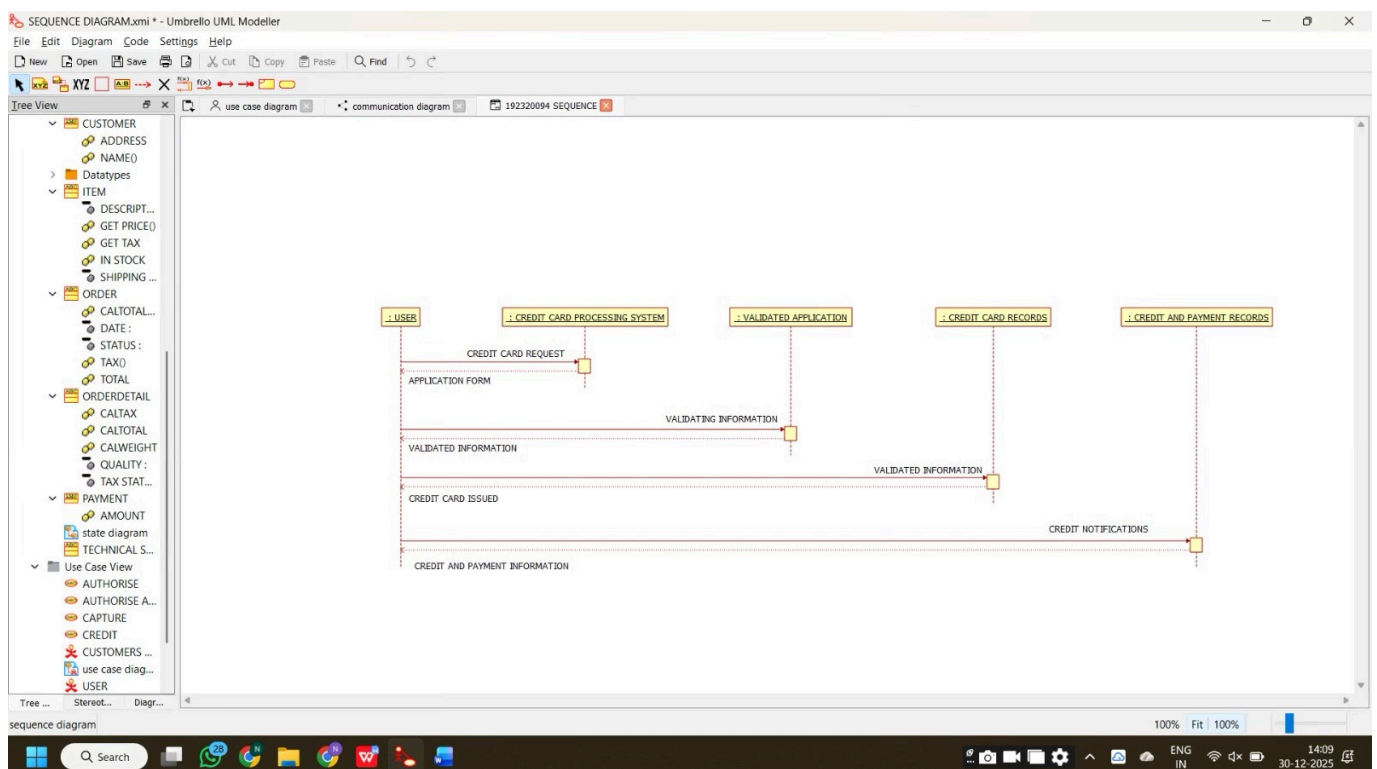 SEQUENCE DIAGRAM.xmi * - Umbrello UML Modeller
File Edit Diagram Code Settings Help
New Open Save Cut Copy Paste Find
XYZ XYZ A:B f(x) f(x)
Tree View use case diagram communication diagram 192320094 SEQUENCE
CUSTOMER
ADDRESS
NAME()
Datatypes
ITEM
DESCRIPT...
GET PRICE()
GET TAX
IN STOCK
SHIPPING ...
ORDER
CALTOTAL...
DATE :
STATUS :
TAX()
TOTAL
ORDERDETAIL
CALTAX
CALTOTAL
CALWEIGHT
QUALITY :
TAX STAT...
PAYMENT
AMOUNT
state diagram
TECHNICAL S...
Use Case View
AUTHORISE
AUTHORISE A...
CAPTURE
CREDIT
CUSTOMERS ...
use case diag...
USER
Tree ... Stereot... Diagr...
: USER : CREDIT CARD PROCESSING SYSTEM : VALIDATED APPLICATION : CREDIT CARD RECORDS : CREDIT AND PAYMENT RECORDS
CREDIT CARD REQUEST
APPLICATION FORM
VALIDATING INFORMATION
VALIDATED INFORMATION
VALIDATED INFORMATION
CREDIT CARD ISSUED
CREDIT NOTIFICATIONS
CREDIT AND PAYMENT INFORMATION
sequence diagram 100% Fit 100%
Search 28 ENG 14:09
IN 30-12-2025